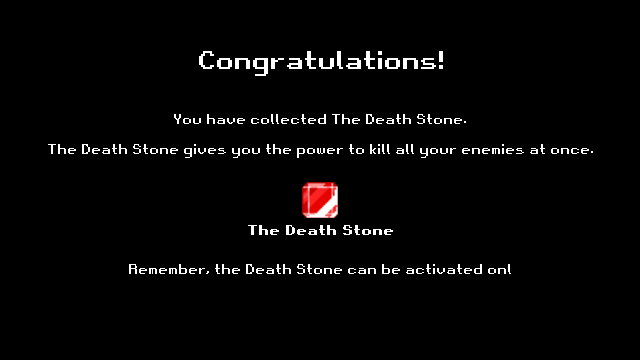 Congratulations!
You have collected The Death Stone.
The Death Stone gives you the power to kill all your enemies at once.
The Death Stone
Remember, the Death Stone can be activated onl